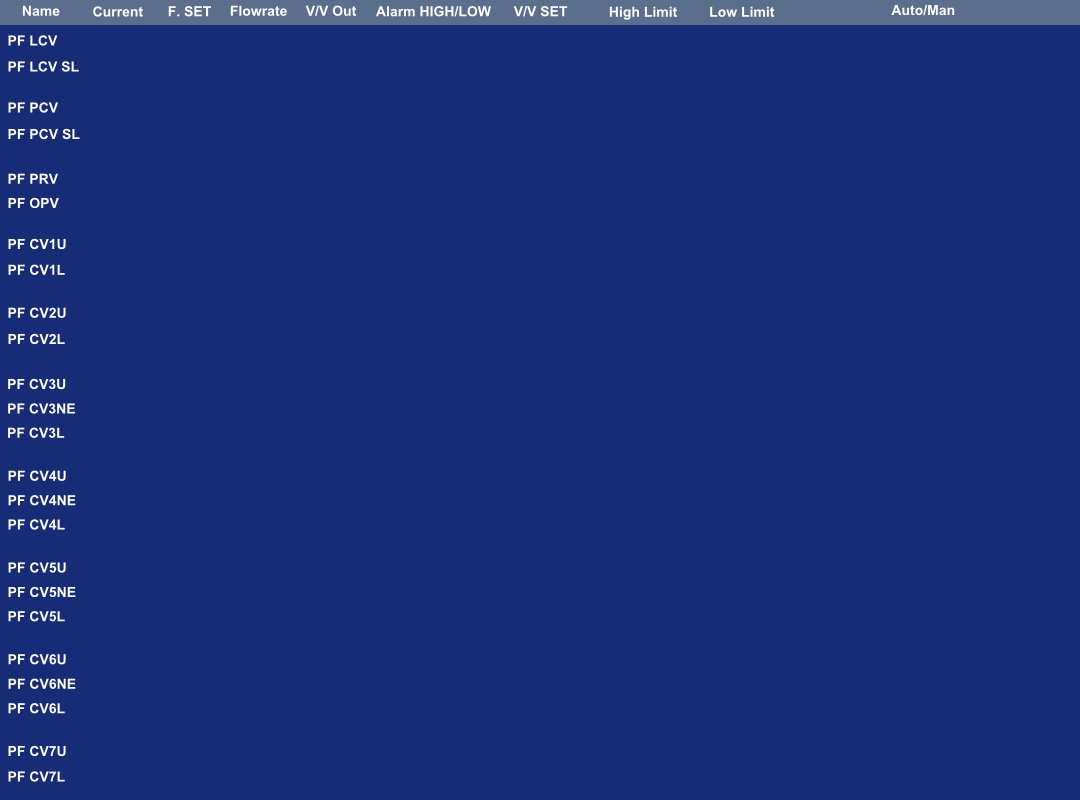 Name Current F. SET Flowrate V/V Out Alarm HIGH/LOW V/V SET High Limit Low Limit Auto/Man
PF LCV
PF LCV SL
PF PCV
PF PCV SL
PF PRV
PF OPV
PF CV1U
PF CV1L
PF CV2U
PF CV2L
PF CV3U
PF CV3NE
PF CV3L
PF CV4U
PF CV4NE
PF CV4L
PF CV5U
PF CV5NE
PF CV5L
PF CV6U
PF CV6NE
PF CV6L
PF CV7U
PF CV7L